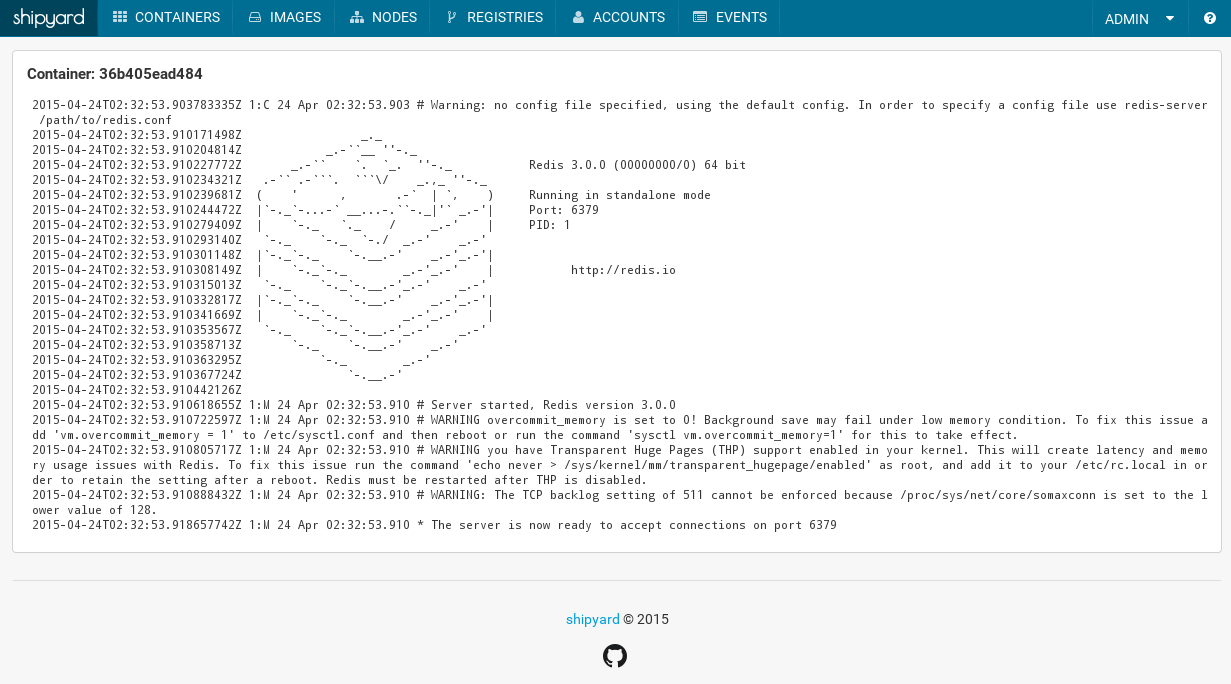 shipyard CONTAINERS IMAGES NODES REGISTRIES ACCOUNTS EVENTS ADMIN
Container: 36b405ead484
2015-04-24T02:32:53.903783335Z 1:C 24 Apr 02:32:53.903 # Warning: no config file specified, using the default config. In order to specify a config file use redis-server
/path/to/redis.conf
2015-04-24T02:32:53.910171498Z                 _._
2015-04-24T02:32:53.910204814Z            _.-``__ ''-._
2015-04-24T02:32:53.910227772Z       _.-``    `.  `_.  ''-._           Redis 3.0.0 (00000000/0) 64 bit
2015-04-24T02:32:53.910234321Z   .-`` .-```.  ```\/    _.,_ ''-._
2015-04-24T02:32:53.910239681Z  (    '      ,       .-`  | `,    )     Running in standalone mode
2015-04-24T02:32:53.910244472Z  |`-._`-...-` __...-.``-._|'` _.-'|     Port: 6379
2015-04-24T02:32:53.910279409Z  |    `-._   `._    /     _.-'    |     PID: 1
2015-04-24T02:32:53.910293140Z   `-._    `-._  `-./  _.-'    _.-'
2015-04-24T02:32:53.910301148Z  |`-._`-._    `-.__.-'    _.-'_.-'|
2015-04-24T02:32:53.910308149Z  |    `-._`-._        _.-'_.-'    |           http://redis.io
2015-04-24T02:32:53.910315013Z   `-._    `-._`-.__.-'_.-'    _.-'
2015-04-24T02:32:53.910332817Z  |`-._`-._    `-.__.-'    _.-'_.-'|
2015-04-24T02:32:53.910341669Z  |    `-._`-._        _.-'_.-'    |
2015-04-24T02:32:53.910353567Z   `-._    `-._`-.__.-'_.-'    _.-'
2015-04-24T02:32:53.910358713Z       `-._    `-.__.-'    _.-'
2015-04-24T02:32:53.910363295Z           `-._        _.-'
2015-04-24T02:32:53.910367724Z               `-.__.-'
2015-04-24T02:32:53.910442126Z
2015-04-24T02:32:53.910618655Z 1:M 24 Apr 02:32:53.910 # Server started, Redis version 3.0.0
2015-04-24T02:32:53.910722597Z 1:M 24 Apr 02:32:53.910 # WARNING overcommit_memory is set to 0! Background save may fail under low memory condition. To fix this issue a
dd 'vm.overcommit_memory = 1' to /etc/sysctl.conf and then reboot or run the command 'sysctl vm.overcommit_memory=1' for this to take effect.
2015-04-24T02:32:53.910805717Z 1:M 24 Apr 02:32:53.910 # WARNING you have Transparent Huge Pages (THP) support enabled in your kernel. This will create latency and memo
ry usage issues with Redis. To fix this issue run the command 'echo never > /sys/kernel/mm/transparent_hugepage/enabled' as root, and add it to your /etc/rc.local in or
der to retain the setting after a reboot. Redis must be restarted after THP is disabled.
2015-04-24T02:32:53.910888432Z 1:M 24 Apr 02:32:53.910 # WARNING: The TCP backlog setting of 511 cannot be enforced because /proc/sys/net/core/somaxconn is set to the l
ower value of 128.
2015-04-24T02:32:53.918657742Z 1:M 24 Apr 02:32:53.910 * The server is now ready to accept connections on port 6379
shipyard © 2015